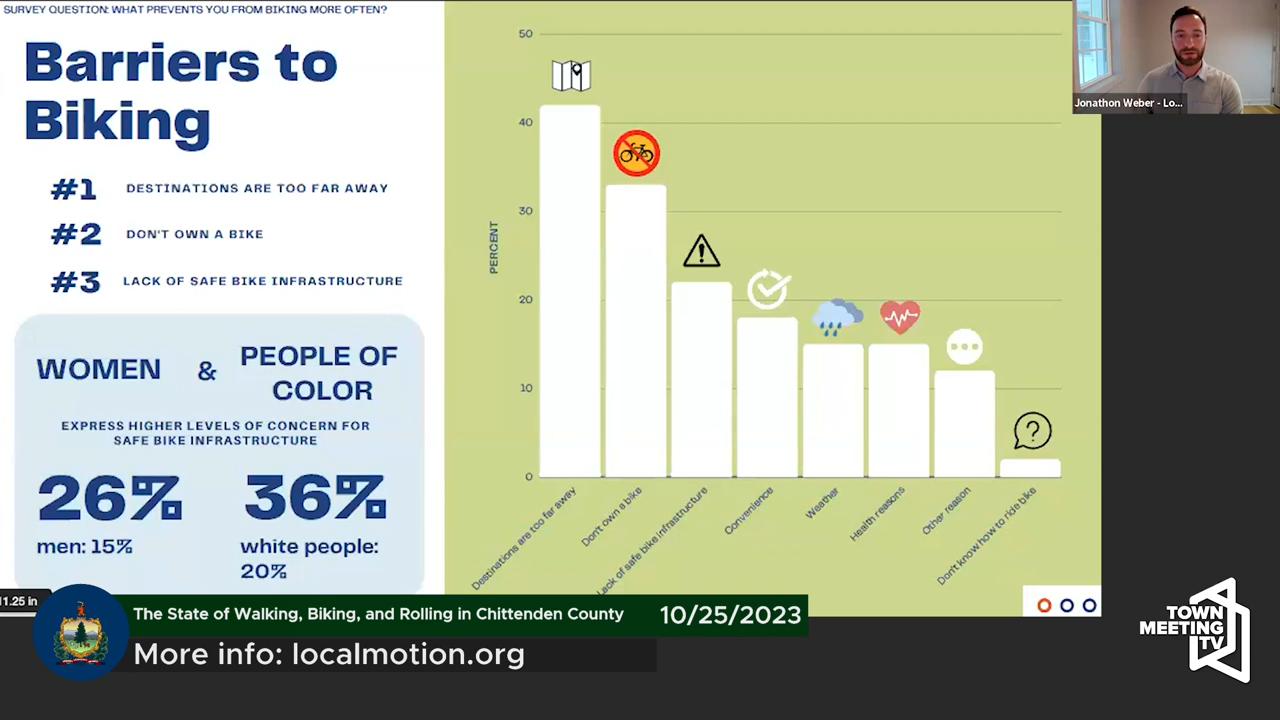 SURVEY QUESTION: WHAT PREVENTS YOU FROM BIKING MORE OFTEN?
Barriers to
Biking
#1 DESTINATIONS ARE TOO FAR AWAY
#2 DON'T OWN A BIKE
#3 LACK OF SAFE BIKE INFRASTRUCTURE
WOMEN & PEOPLE OF
COLOR
EXPRESS HIGHER LEVELS OF CONCERN FOR
SAFE BIKE INFRASTRUCTURE
26% 36%
men: 15% white people:
20%
PERCENT
50
40
30
20
10
0
Destinations are too far away
Don't own a bike
Lack of safe bike infrastructure
Convenience
Weather
Health reasons
Other reason
Don't know how to ride bike
Jonathon Weber - Lo...
11.25 in
The State of Walking, Biking, and Rolling in Chittenden County 10/25/2023
More info: localmotion.org
TOWN
MEETING
TV